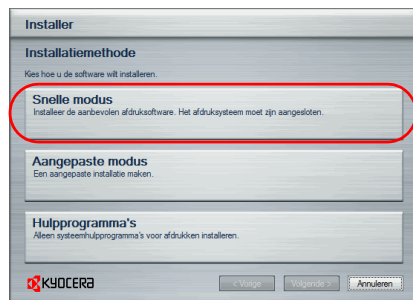 Installer
Installatiemethode
Kies hoe u de software wilt installeren.
Snelle modus
Installeer de aanbevolen afdruksoftware. Het afdruksysteem moet zijn aangesloten.
Aangepaste modus
Een aangepaste installatie maken.
Hulpprogramma's
Alleen systeemhulpprogramma's voor afdrukken installeren.
KYOCERA < Vorige Volgende > Annuleren